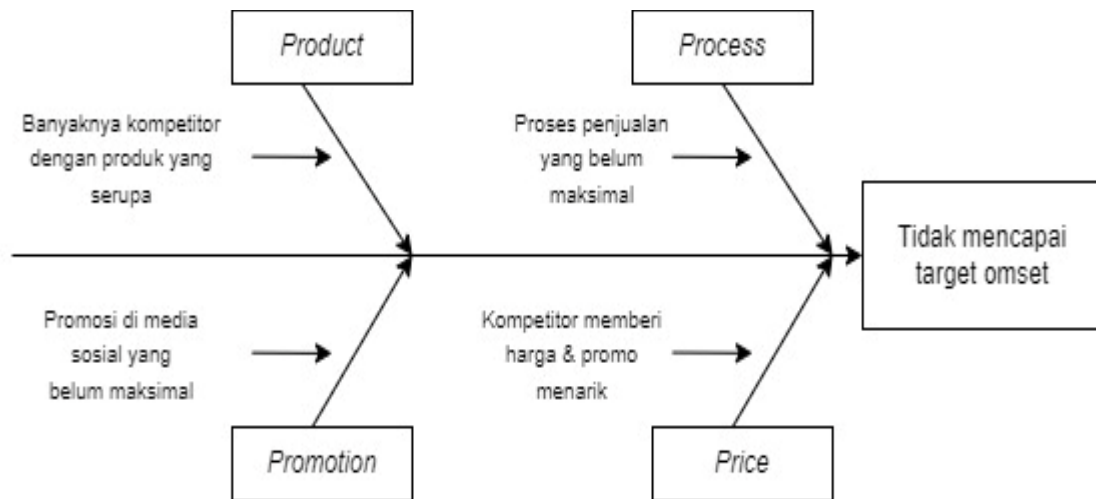 Product
Process
Banyaknya kompetitor
dengan produk yang
serupa
Proses penjualan
yang belum
maksimal
Tidak mencapai
target omset
Promosi di media
sosial yang
belum maksimal
Kompetitor memberi
harga & promo
menarik
Promotion
Price